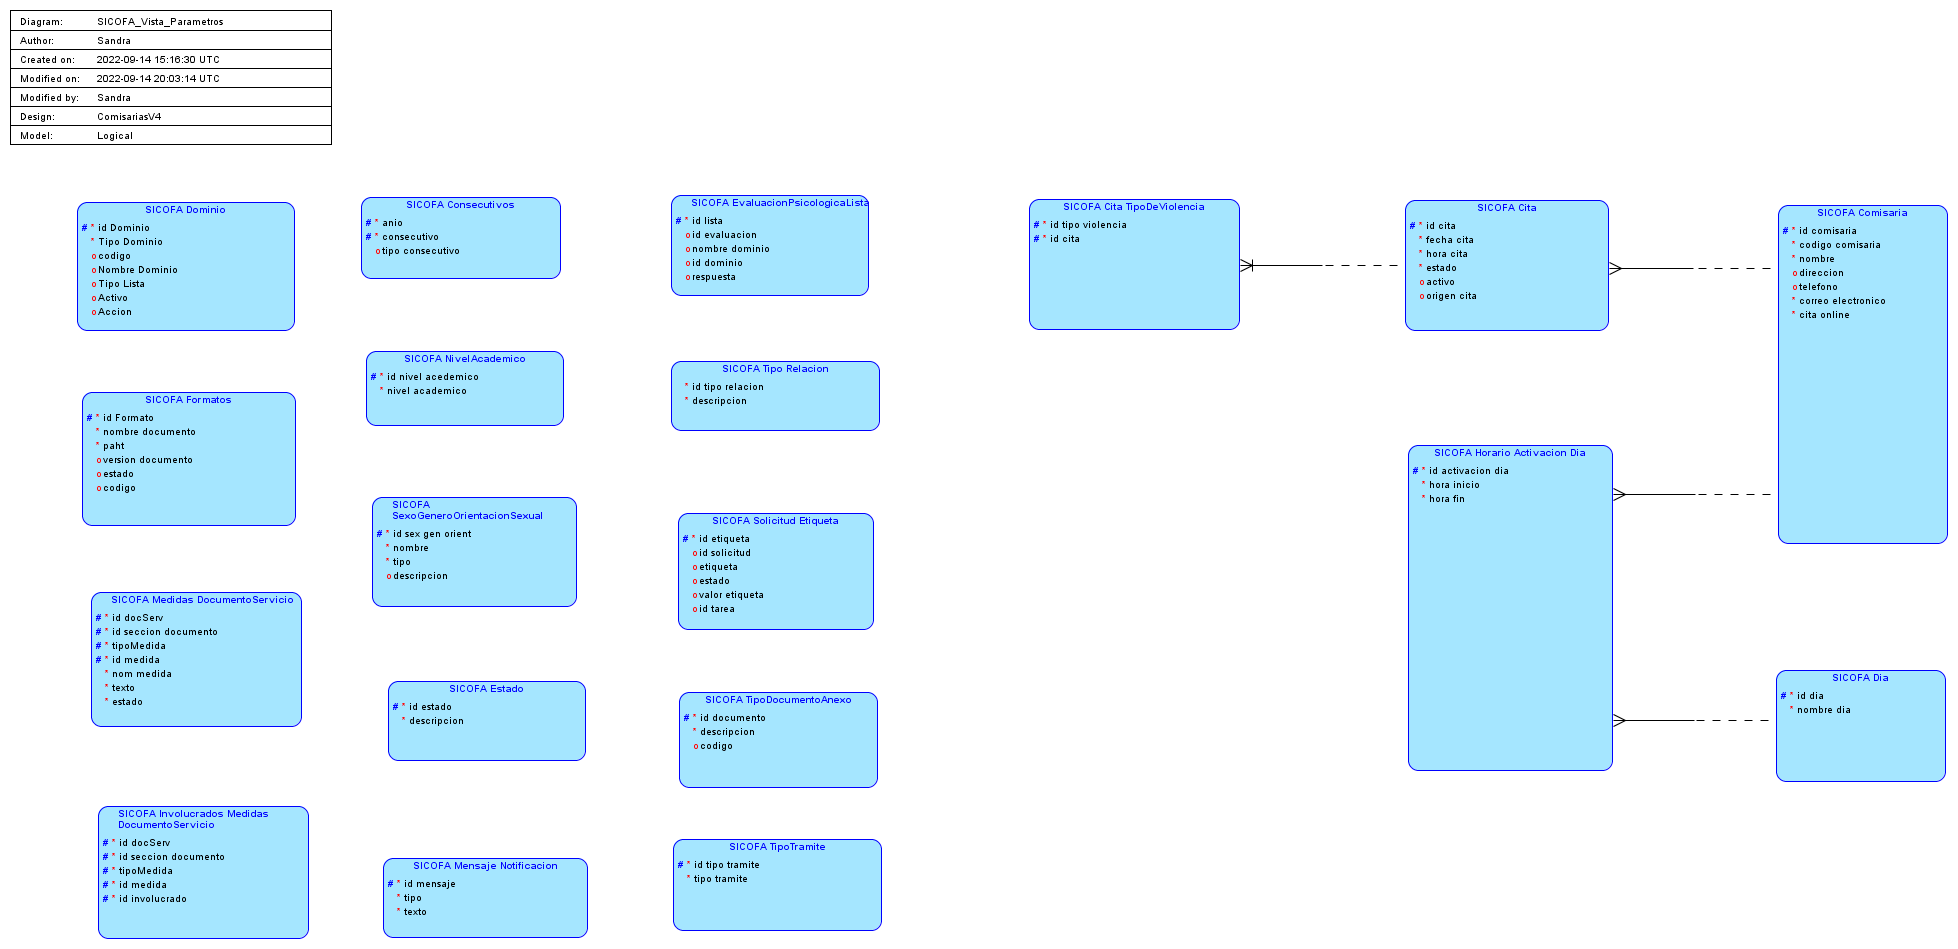 Diagram: SICOFA_Vista_Parametros
Author: Sandra
Created on: 2022-09-14 15:16:30 UTC
Modified on: 2022-09-14 20:03:14 UTC
Modified by: Sandra
Design: ComisariasV4
Model: Logical
SICOFA Dominio
# * id Dominio
* Tipo Dominio
o codigo
o Nombre Dominio
o Tipo Lista
o Activo
o Accion
SICOFA Formatos
# * id Formato
* nombre documento
* paht
o version documento
o estado
o codigo
SICOFA Medidas DocumentoServicio
# * id docServ
# * id seccion documento
# * tipoMedida
# * id medida
* nom medida
* texto
* estado
SICOFA Involucrados Medidas
DocumentoServicio
# * id docServ
# * id seccion documento
# * tipoMedida
# * id medida
# * id involucrado
SICOFA Consecutivos
# * anio
# * consecutivo
o tipo consecutivo
SICOFA NivelAcademico
# * id nivel acedemico
* nivel academico
SICOFA
SexoGeneroOrientacionSexual
# * id sex gen orient
* nombre
* tipo
o descripcion
SICOFA Estado
# * id estado
* descripcion
SICOFA Mensaje Notificacion
# * id mensaje
* tipo
* texto
SICOFA EvaluacionPsicologicaLista
# * id lista
o id evaluacion
o nombre dominio
o id dominio
o respuesta
SICOFA Tipo Relacion
* id tipo relacion
* descripcion
SICOFA Solicitud Etiqueta
# * id etiqueta
o id solicitud
o etiqueta
o estado
o valor etiqueta
o id tarea
SICOFA TipoDocumentoAnexo
# * id documento
* descripcion
o codigo
SICOFA TipoTramite
# * id tipo tramite
* tipo tramite
SICOFA Cita TipoDeViolencia
# * id tipo violencia
# * id cita
SICOFA Cita
# * id cita
* fecha cita
* hora cita
* estado
o activo
o origen cita
SICOFA Horario Activacion Dia
# * id activacion dia
* hora inicio
* hora fin
SICOFA Comisaria
# * id comisaria
* codigo comisaria
* nombre
o direccion
o telefono
* correo electronico
* cita online
SICOFA Dia
# * id dia
* nombre dia